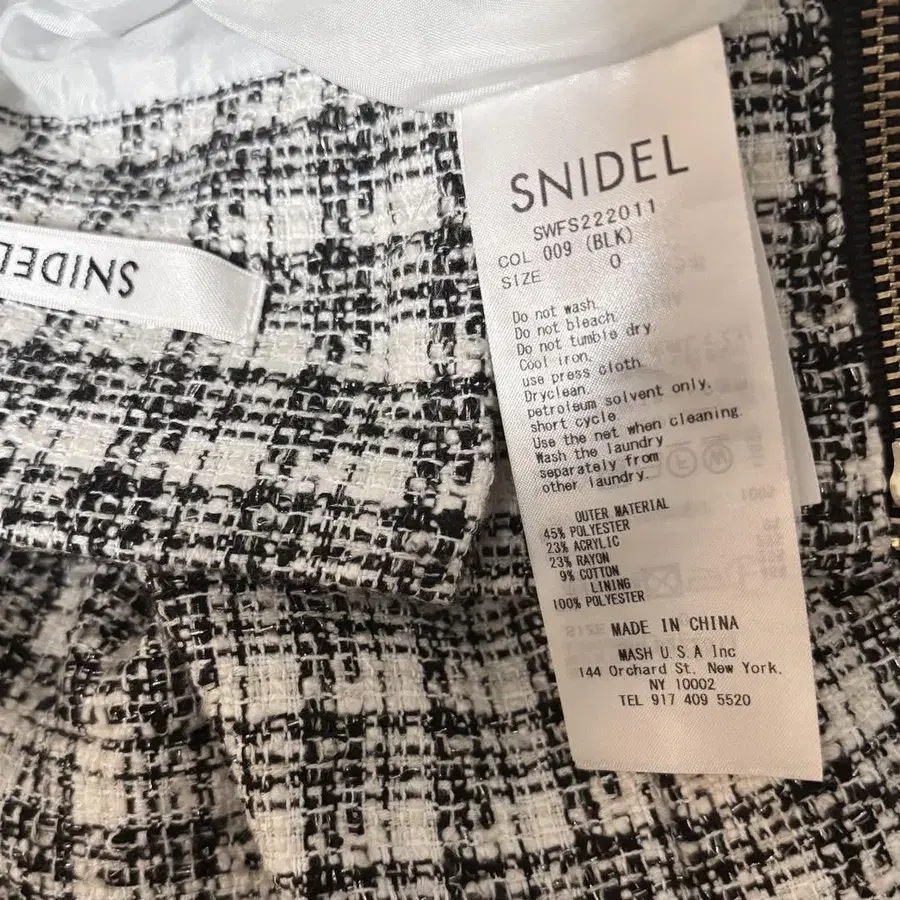 SNIDEL
SNIDEL
SWFS222011
COL 009 (BLK)
SIZE 0
Do not wash.
Do not bleach.
Do not tumble dry.
Cool iron.
use press cloth.
Dryclean.
petroleum solvent only.
short cycle.
Use the net when cleaning.
Wash the laundry
separately from
other laundry.
OUTER MATERIAL
45% POLYESTER
23% ACRYLIC
23% RAYON
9% COTTON
LINING
100% POLYESTER
MADE IN CHINA
MASH U.S.A Inc
144 Orchard St, New York,
NY 10002
TEL 917 409 5520